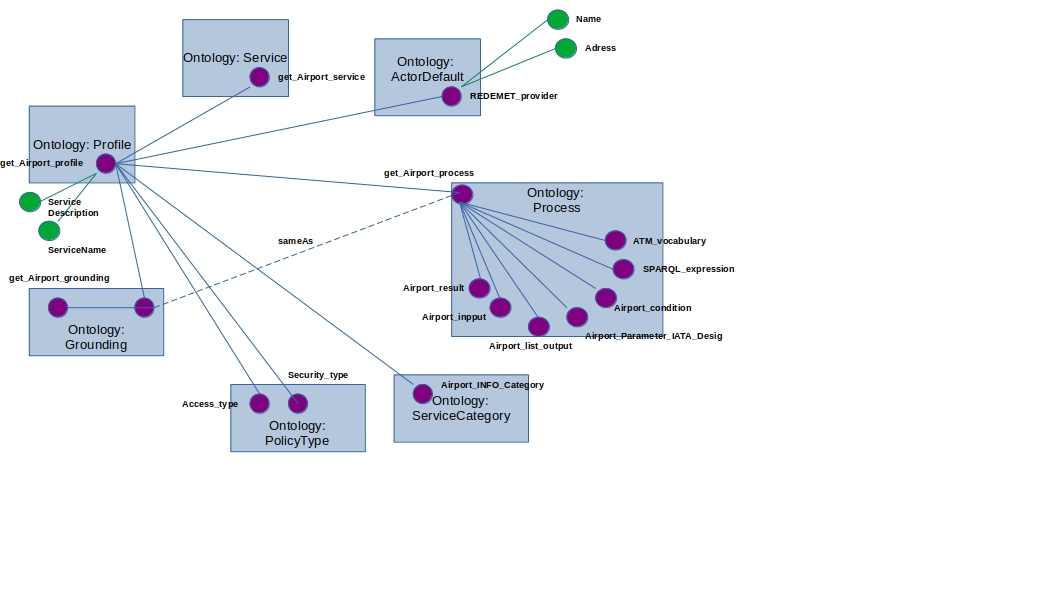 Name
Adress
Ontology: Service
get_Airport_service
Ontology:
ActorDefault
REDEMET_provider
Ontology: Profile
get_Airport_profile
Service
Description
ServiceName
get_Airport_process
Ontology:
Process
ATM_vocabulary
SPARQL_expression
Airport_condition
Airport_Parameter_IATA_Desig
Airport_list_output
Airport_inpput
Airport_result
sameAs
get_Airport_grounding
Ontology:
Grounding
Security_type
Access_type
Ontology:
PolicyType
Airport_INFO_Category
Ontology:
ServiceCategory